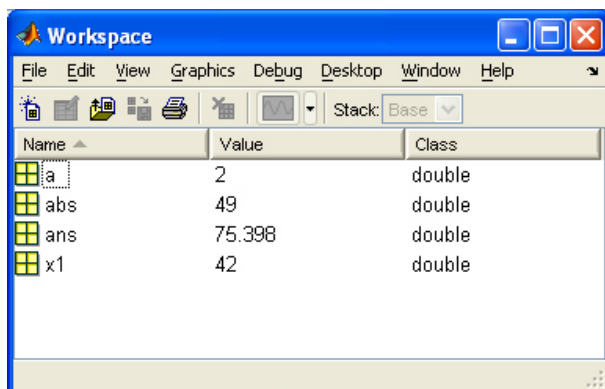 Workspace
File Edit View Graphics Debug Desktop Window Help
Stack: Base
Name Value Class
a 2 double
abs 49 double
ans 75.398 double
x1 42 double